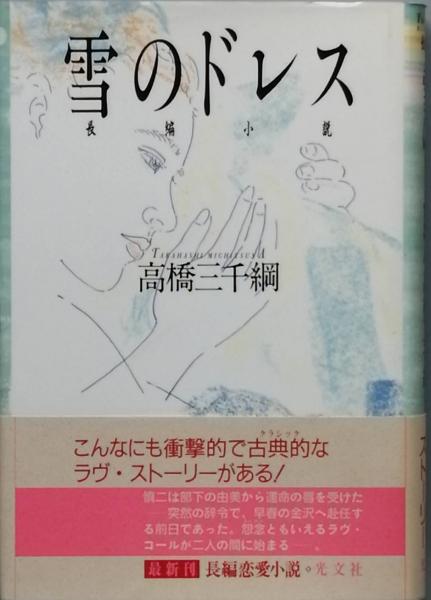 雪のドレス
長編小説
TAKAHASHI MICHITSUNA
高橋三千綱
クラシック
こんなにも衝撃的で古典的な
ラヴ・ストーリーがある!
慎二は部下の由美から運命の唇を受けた
──突然の辞令で、早春の金沢へ赴任す
る前日であった。怨念ともいえるラヴ・
コールが二人の間に始まる──。
最新刊 長編恋愛小説 光文社